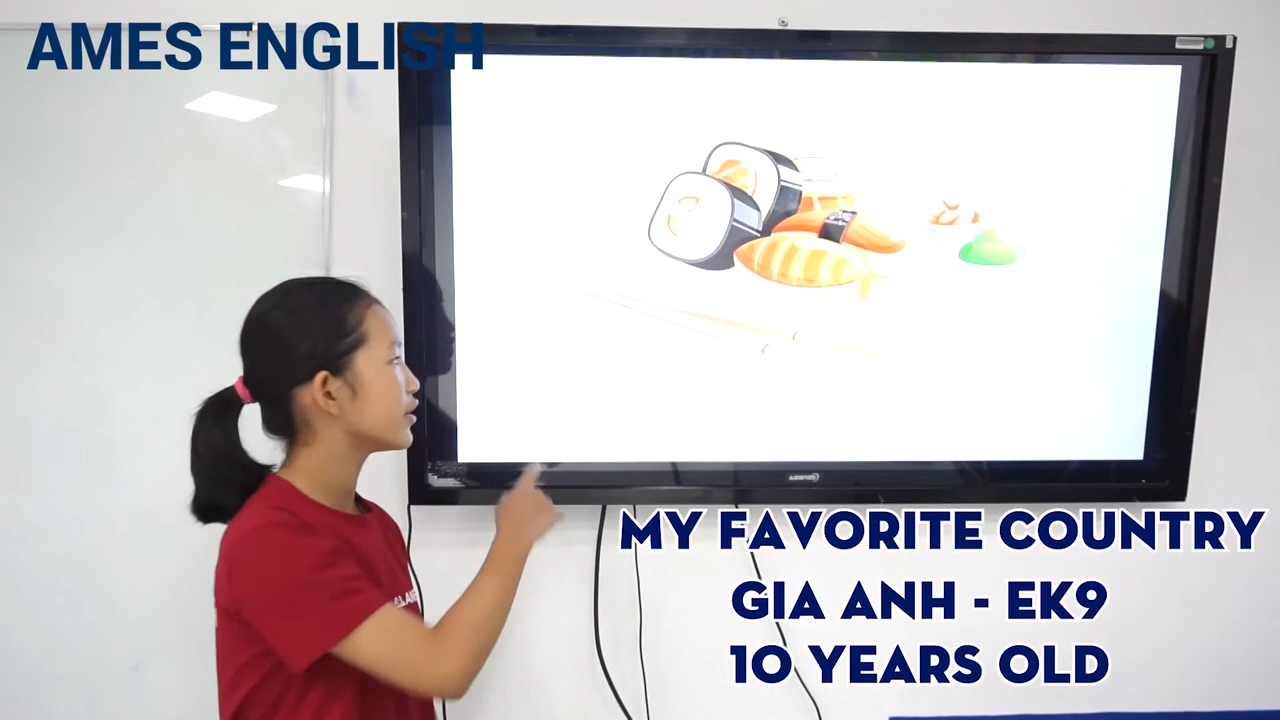 AMES ENGLISH
MY FAVORITE COUNTRY
GIA ANH - EK9
10 YEARS OLD